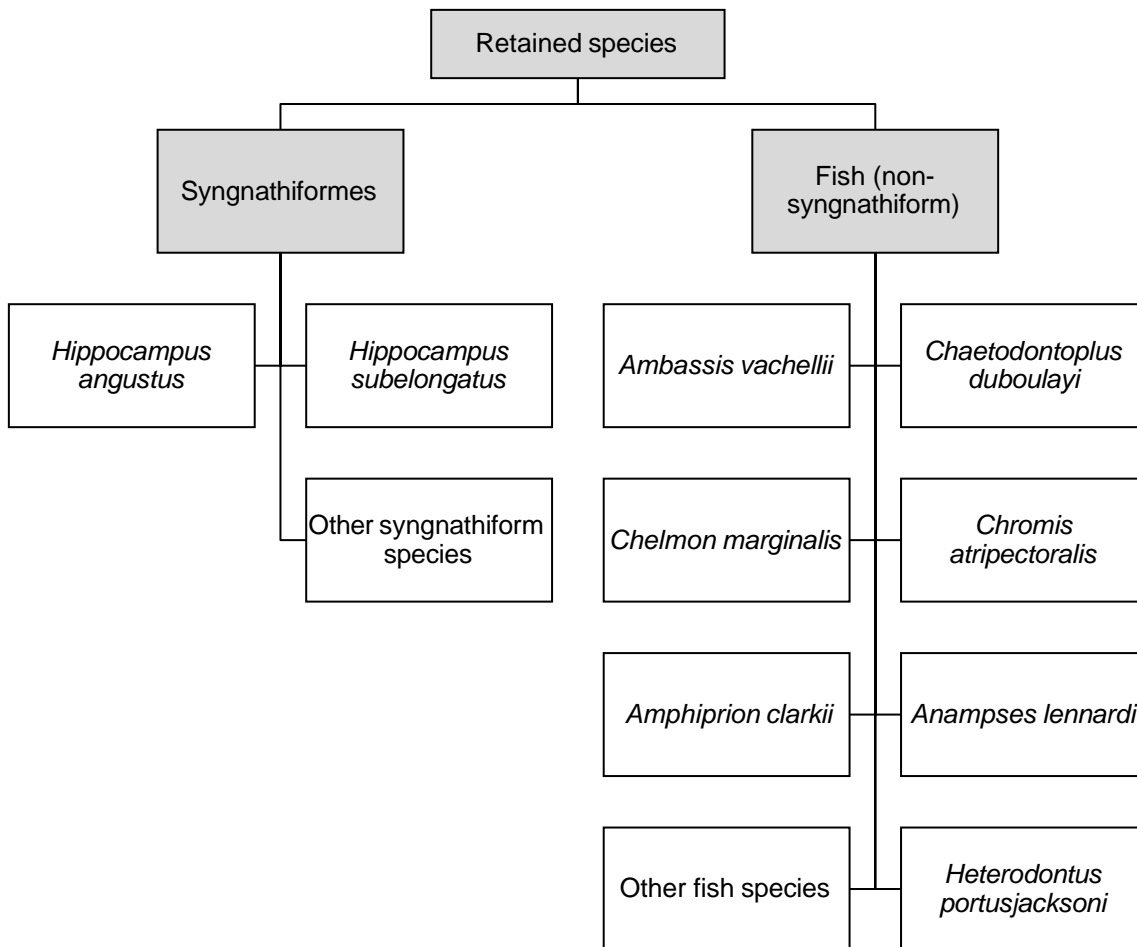 Retained species
Syngnathiformes
Fish (non-
syngnathiform)
Hippocampus
angustus
Hippocampus
subelongatus
Other syngnathiform
species
Ambassis vachellii
Chaetodontoplus
duboulayi
Chelmon marginalis
Chromis
atripectoralis
Amphiprion clarkii
Anampses lennardi
Other fish species
Heterodontus
portusjacksoni